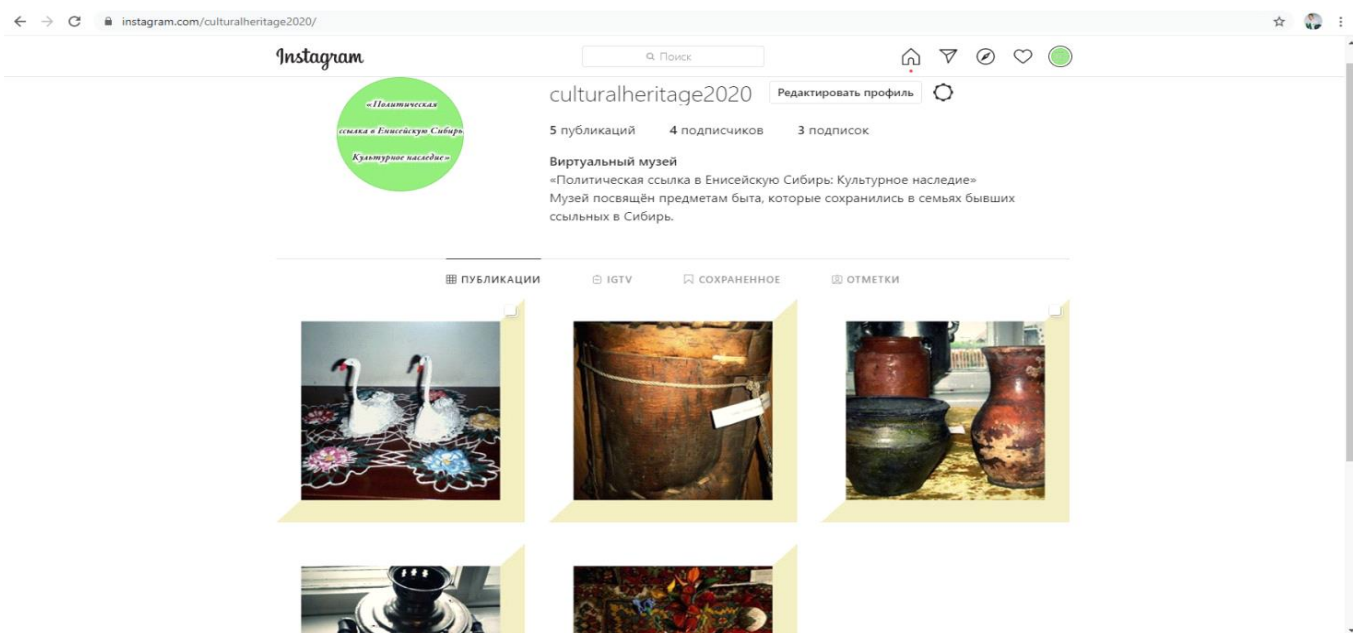 instagram.com/culturalheritage2020/
Instagram
Поиск
«Политическая
ссылка в Енисейскую Сибирь
Культурное наследие»
culturalheritage2020 Редактировать профиль
5 публикаций 4 подписчиков 3 подписок
Виртуальный музей
«Политическая ссылка в Енисейскую Сибирь: Культурное наследие»
Музей посвящён предметам быта, которые сохранились в семьях бывших
ссыльных в Сибирь.
ПУБЛИКАЦИИ IGTV СОХРАНЕННОЕ ОТМЕТКИ